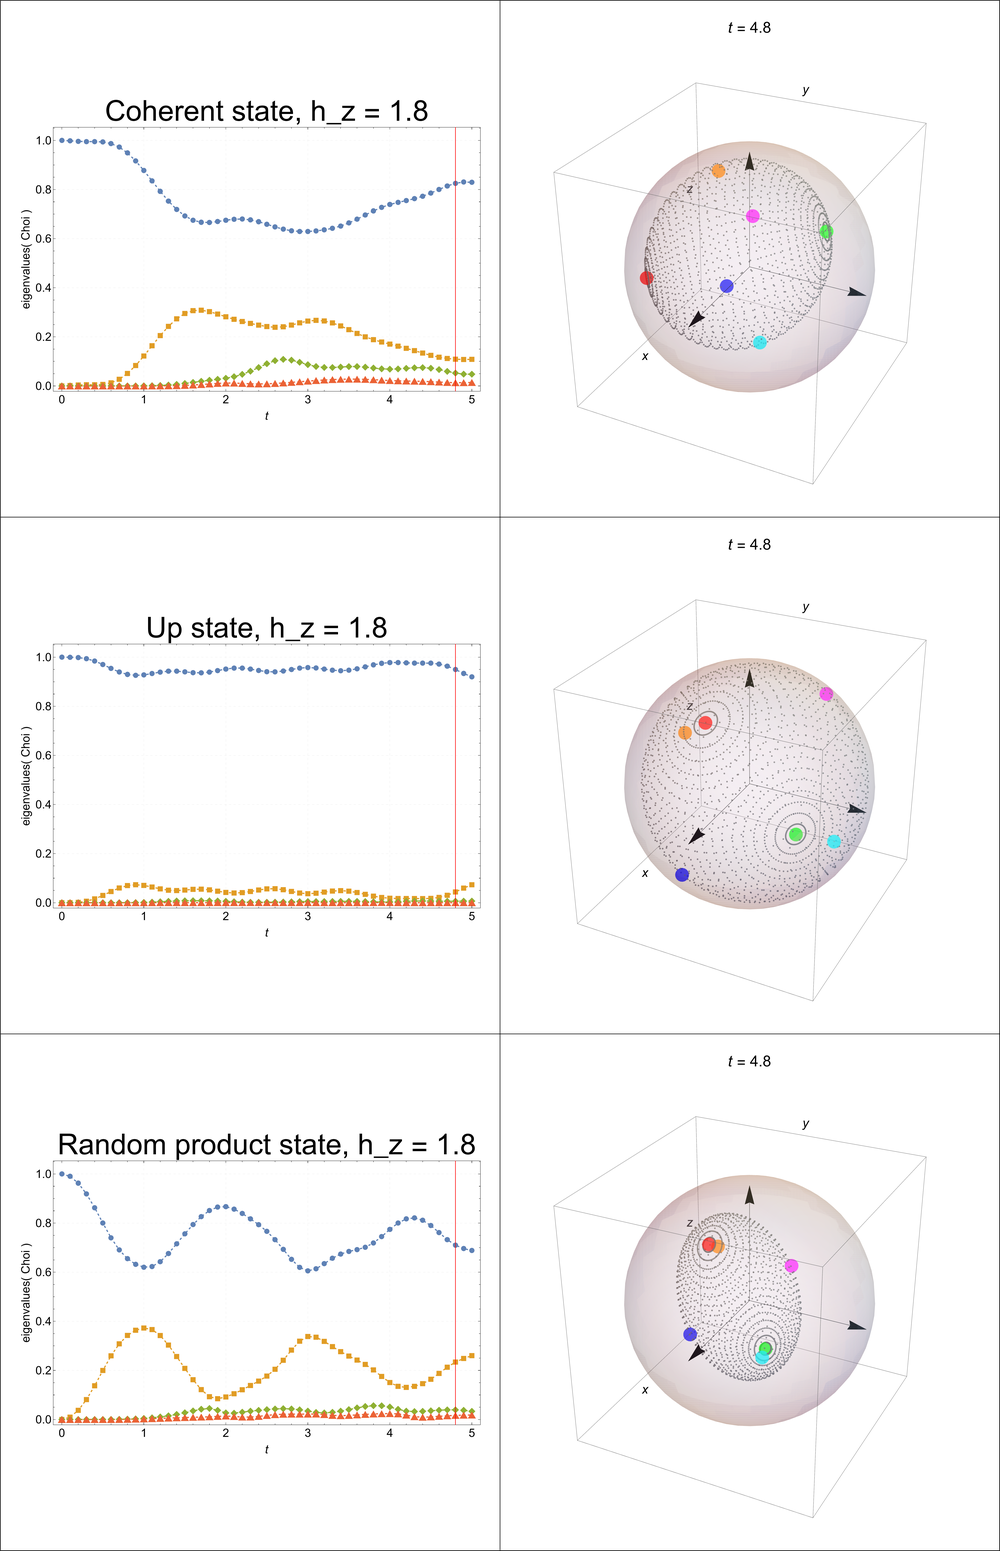 t = 4.8
y
Coherent state, h_z = 1.8
1.0
0.8
z
0.6
eigenvalues( Choi )
0.4
x
0.2
0.0
0 1 2 3 4 5
t
t = 4.8
y
Up state, h_z = 1.8
1.0
0.8
z
0.6
eigenvalues( Choi )
0.4
x
0.2
0.0
0 1 2 3 4 5
t
t = 4.8
y
Random product state, h_z = 1.8
1.0
0.8
z
0.6
eigenvalues( Choi )
0.4
x
0.2
0.0
0 1 2 3 4 5
t